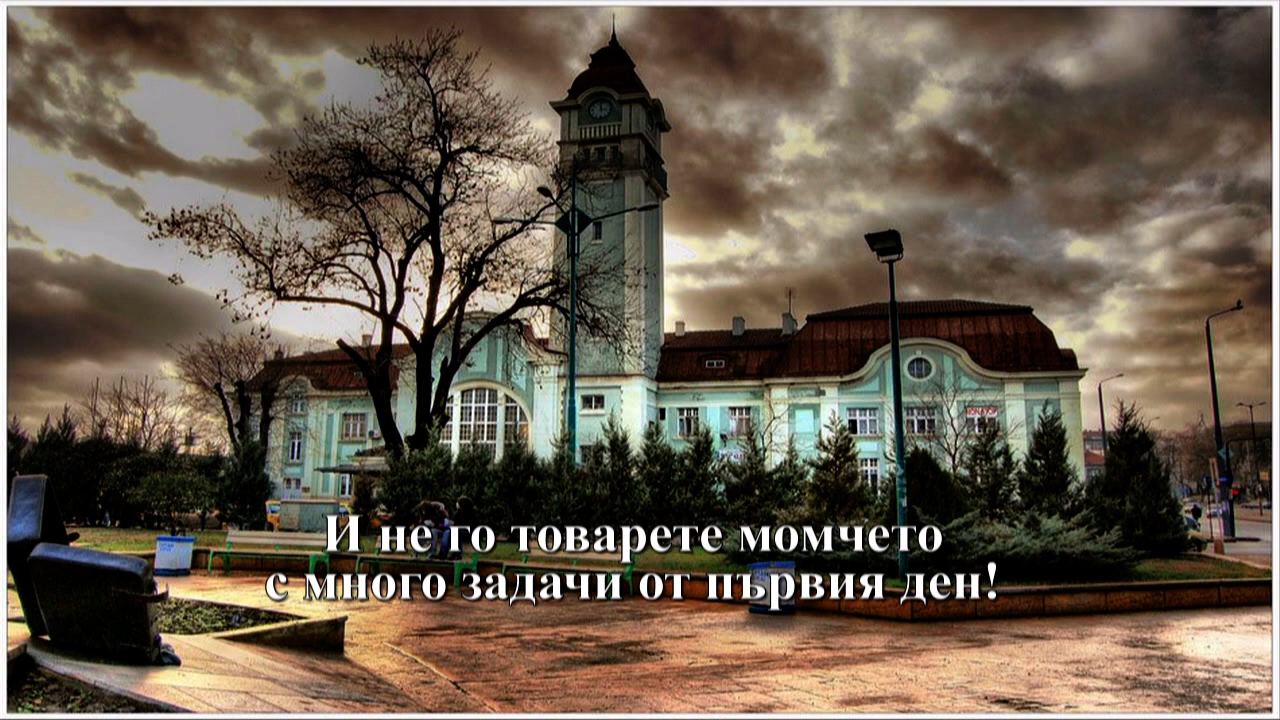 И не го товарете момчето
с много задачи от първия ден!